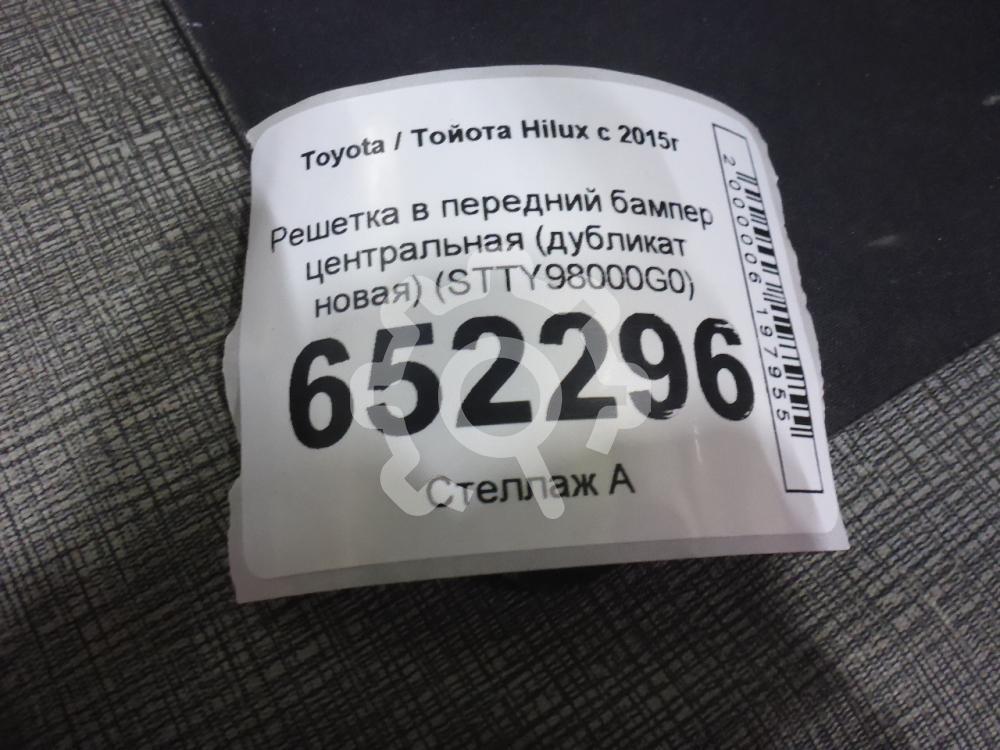 Toyota / Тойота Hilux с 2015г
Решетка в передний бампер
центральная (дубликат
новая) (STTY98000G0)
652296
Стеллаж А
2000006197955